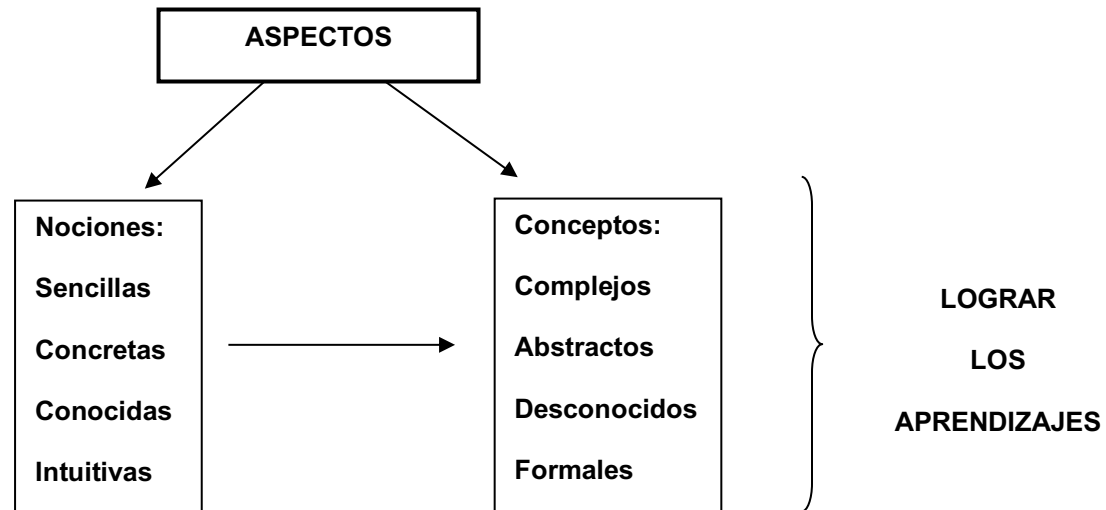 ASPECTOS
Nociones:
Sencillas
Concretas
Conocidas
Intuitivas
Conceptos:
Complejos
Abstractos
Desconocidos
Formales
LOGRAR
LOS
APRENDIZAJES